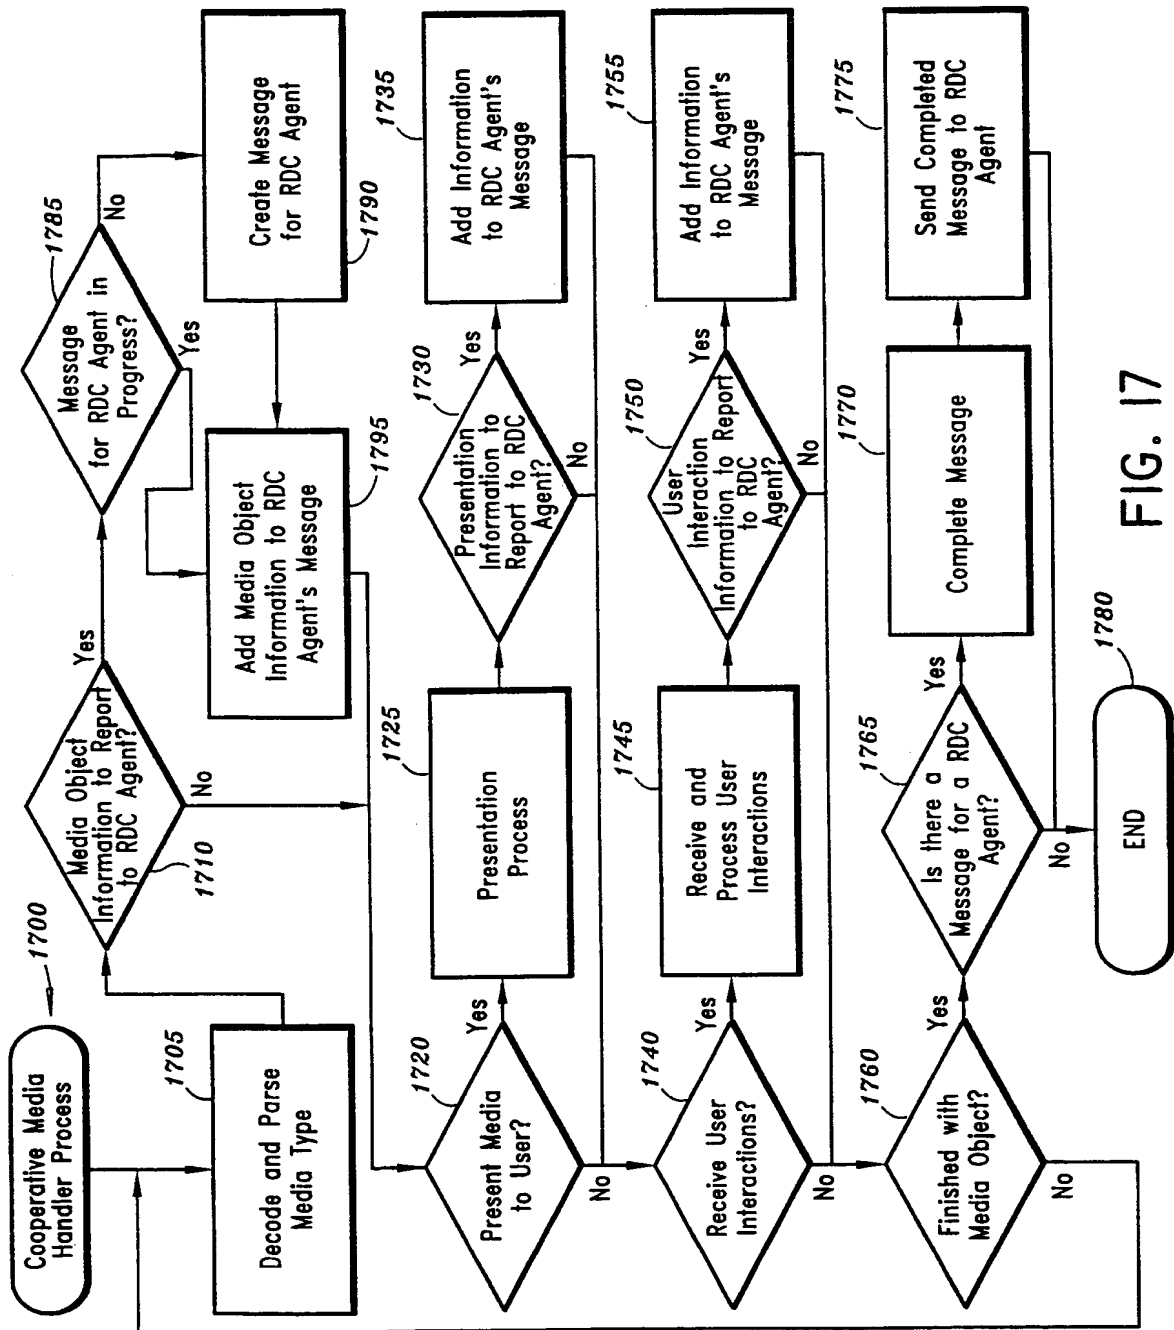 Cooperative Media
Handler Process
1700
1705
Decode and Parse
Media Type
Media Object
Information to Report
to RDC Agent?
1710
Yes
No
Message
for RDC Agent in
Progress?
1785
No
Yes
Create Message
for RDC Agent
1790
Add Media Object
Information to RDC
Agent's Message
1795
Present Media
to User?
1720
Yes
No
Presentation
Process
1725
Presentation
Information to
Report to RDC
Agent?
1730
Yes
No
Add Information
to RDC Agent's
Message
1735
Receive User
Interactions?
1740
Yes
No
Receive and
Process User
Interactions
1745
User
Interaction
Information to Report
to RDC
Agent?
1750
Yes
No
Add Information
to RDC Agent's
Message
1755
Finished with
Media Object?
1760
Yes
No
Is there a
Message for a RDC
Agent?
1765
Yes
No
Complete Message
1770
Send Completed
Message to RDC
Agent
1775
END
1780
FIG. 17